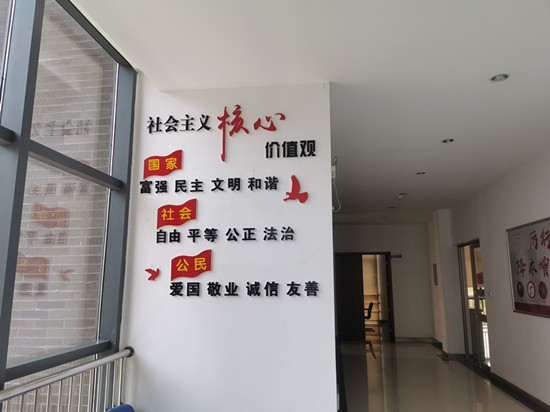 社会主义核心
价值观
国家
富强 民主 文明 和谐
社会
自由 平等 公正 法治
公民
爱国 敬业 诚信 友善
厉行